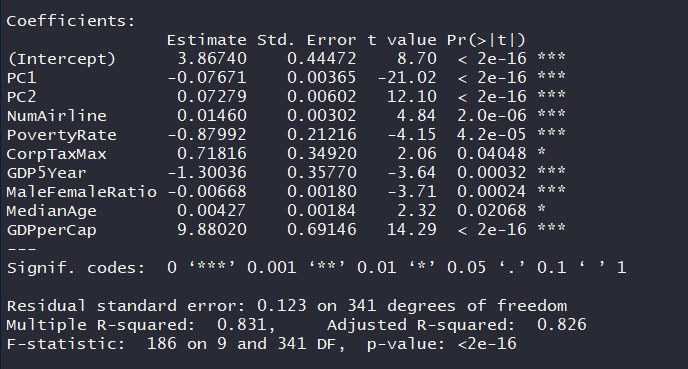 Coefficients:
                Estimate Std. Error t value Pr(>|t|)
(Intercept)      3.86740    0.44472    8.70  < 2e-16 ***
PC1             -0.07671    0.00365  -21.02  < 2e-16 ***
PC2              0.07279    0.00602   12.10  < 2e-16 ***
NumAirline       0.01460    0.00302    4.84  2.0e-06 ***
PovertyRate     -0.87992    0.21216   -4.15  4.2e-05 ***
CorpTaxMax       0.71816    0.34920    2.06  0.04048 *
GDP5Year        -1.30036    0.35770   -3.64  0.00032 ***
MaleFemaleRatio -0.00668    0.00180   -3.71  0.00024 ***
MedianAge        0.00427    0.00184    2.32  0.02068 *
GDPperCap        9.88020    0.69146   14.29  < 2e-16 ***
---
Signif. codes:  0 ‘***’ 0.001 ‘**’ 0.01 ‘*’ 0.05 ‘.’ 0.1 ‘ ’ 1
Residual standard error: 0.123 on 341 degrees of freedom
Multiple R-squared:  0.831,     Adjusted R-squared:  0.826
F-statistic:  186 on 9 and 341 DF,  p-value: <2e-16